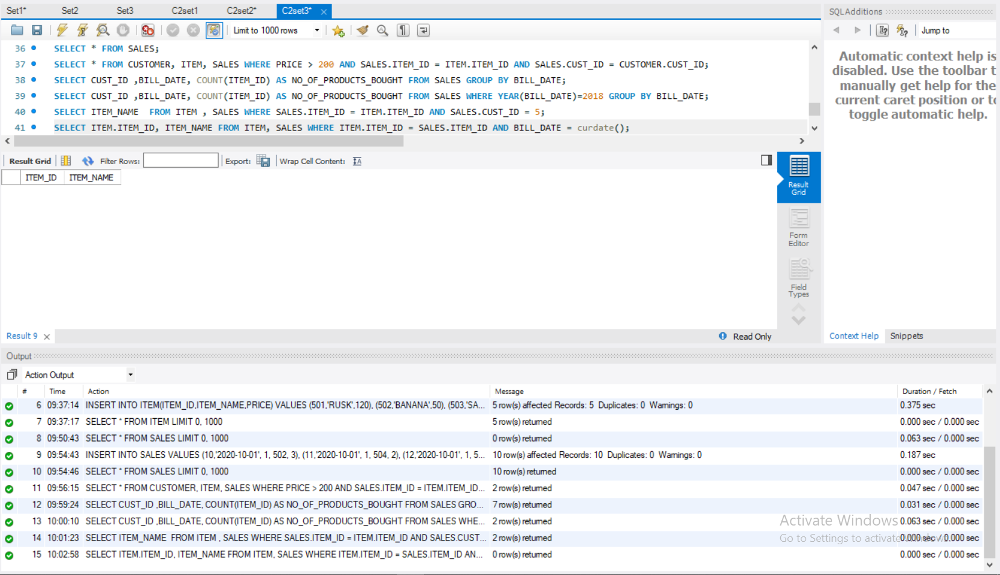 Set1* Set2 Set3 C2set1 C2set2* C2set3* SQLAdditions
Limit to 1000 rows Jump to
36 SELECT * FROM SALES;
37 SELECT * FROM CUSTOMER, ITEM, SALES WHERE PRICE > 200 AND SALES.ITEM_ID = ITEM.ITEM_ID AND SALES.CUST_ID = CUSTOMER.CUST_ID;
38 SELECT CUST_ID ,BILL_DATE, COUNT(ITEM_ID) AS NO_OF_PRODUCTS_BOUGHT FROM SALES GROUP BY BILL_DATE;
39 SELECT CUST_ID ,BILL_DATE, COUNT(ITEM_ID) AS NO_OF_PRODUCTS_BOUGHT FROM SALES WHERE YEAR(BILL_DATE)=2018 GROUP BY BILL_DATE;
40 SELECT ITEM_NAME  FROM ITEM , SALES WHERE SALES.ITEM_ID = ITEM.ITEM_ID AND SALES.CUST_ID = 5;
41 SELECT ITEM.ITEM_ID, ITEM_NAME FROM ITEM, SALES WHERE ITEM.ITEM_ID = SALES.ITEM_ID AND BILL_DATE = curdate();
Automatic context help is
disabled. Use the toolbar t
manually get help for the
current caret position or to
toggle automatic help.
Result Grid Filter Rows: Export: Wrap Cell Content:
ITEM_ID ITEM_NAME
Result
Grid
Form
Editor
Field
Types
Result 9 Read Only Context Help Snippets
Output
Action Output
# Time Action Message Duration / Fetch
6 09:37:14 INSERT INTO ITEM(ITEM_ID,ITEM_NAME,PRICE) VALUES (501,'RUSK',120), (502,'BANANA',50), (503,'SA... 5 row(s) affected Records: 5  Duplicates: 0  Warnings: 0 0.375 sec
7 09:37:17 SELECT * FROM ITEM LIMIT 0, 1000 5 row(s) returned 0.000 sec / 0.000 sec
8 09:50:43 SELECT * FROM SALES LIMIT 0, 1000 0 row(s) returned 0.063 sec / 0.000 sec
9 09:54:43 INSERT INTO SALES VALUES (10,'2020-10-01', 1, 502, 3), (11,'2020-10-01', 1, 504, 2), (12,'2020-10-01', 1, 5... 10 row(s) affected Records: 10  Duplicates: 0  Warnings: 0 0.187 sec
10 09:54:46 SELECT * FROM SALES LIMIT 0, 1000 10 row(s) returned 0.000 sec / 0.000 sec
11 09:56:15 SELECT * FROM CUSTOMER, ITEM, SALES WHERE PRICE > 200 AND SALES.ITEM_ID = ITEM.ITEM_ID... 2 row(s) returned 0.047 sec / 0.000 sec
12 09:59:24 SELECT CUST_ID ,BILL_DATE, COUNT(ITEM_ID) AS NO_OF_PRODUCTS_BOUGHT FROM SALES GRO... 7 row(s) returned 0.031 sec / 0.000 sec
13 10:00:10 SELECT CUST_ID ,BILL_DATE, COUNT(ITEM_ID) AS NO_OF_PRODUCTS_BOUGHT FROM SALES WHE... 2 row(s) returned 0.063 sec / 0.000 sec
14 10:01:23 SELECT ITEM_NAME  FROM ITEM , SALES WHERE SALES.ITEM_ID = ITEM.ITEM_ID AND SALES.CUST... 2 row(s) returned 0.000 sec / 0.000 sec
15 10:02:58 SELECT ITEM.ITEM_ID, ITEM_NAME FROM ITEM, SALES WHERE ITEM.ITEM_ID = SALES.ITEM_ID AN... 0 row(s) returned 0.000 sec / 0.000 sec
Activate Windows
Go to Settings to activate Windows.